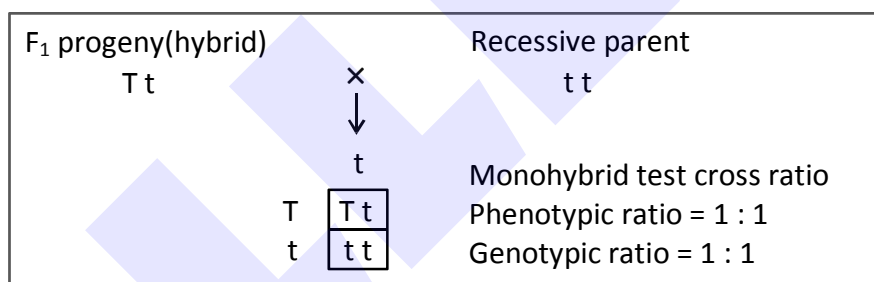 F₁ progeny(hybrid) Recessive parent
T t × t t
↓
t
Monohybrid test cross ratio
T T t Phenotypic ratio = 1 : 1
t t t Genotypic ratio = 1 : 1